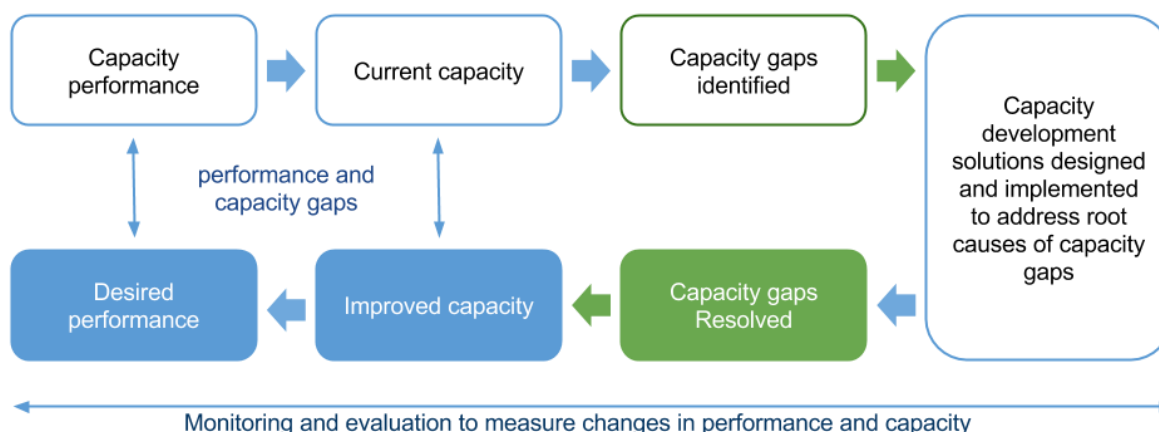 Capacity
performance
Current capacity
Capacity gaps
identified
Capacity
development
solutions designed
and implemented
to address root
causes of capacity
gaps
performance and
capacity gaps
Desired
performance
Improved capacity
Capacity gaps
Resolved
Monitoring and evaluation to measure changes in performance and capacity